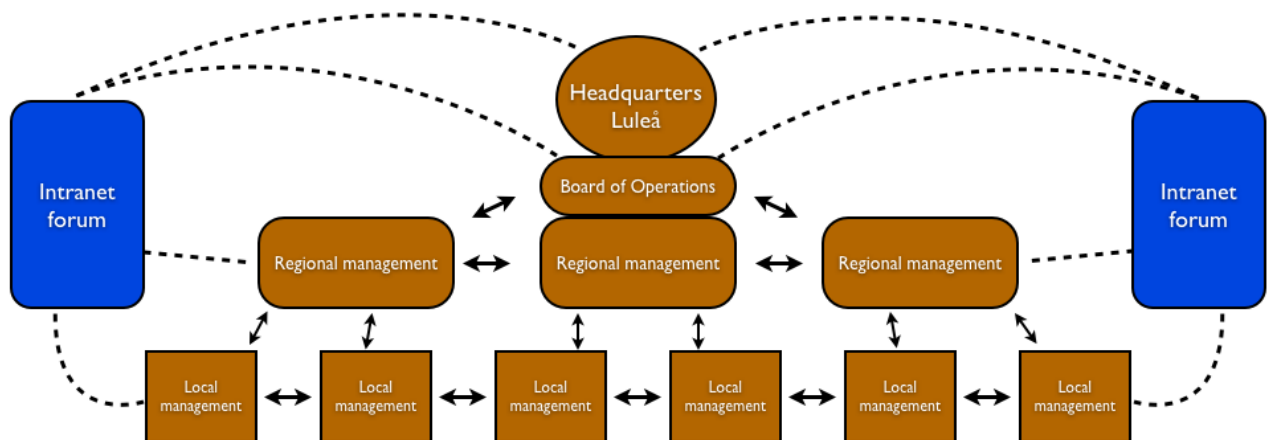 Headquarters
Luleå
Board of Operations
Intranet
forum
Intranet
forum
Regional management
Regional management
Regional management
Local
management
Local
management
Local
management
Local
management
Local
management
Local
management